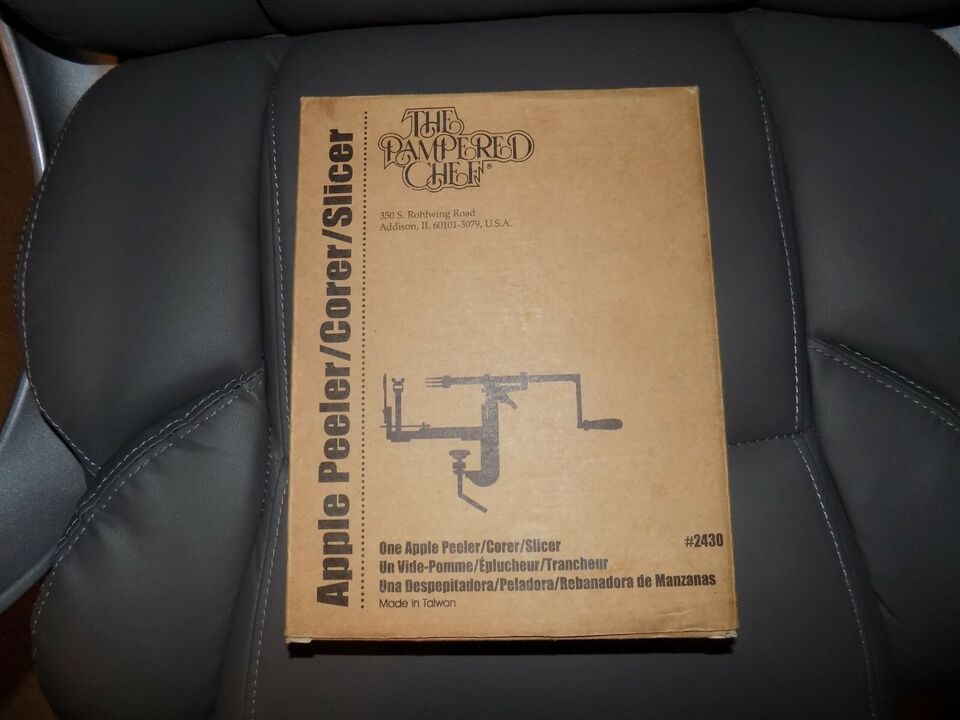 Apple Peeler/Corer/Slicer
THE
PAMPERED
CHEF®
350 S. Rohlwing Road
Addison, IL 60101-3079, U.S.A.
One Apple Peeler/Corer/Slicer #2430
Un Vide-Pomme/Éplucheur/Trancheur
Una Despepitadora/Peladora/Rebanadora de Manzanas
Made in Taiwan